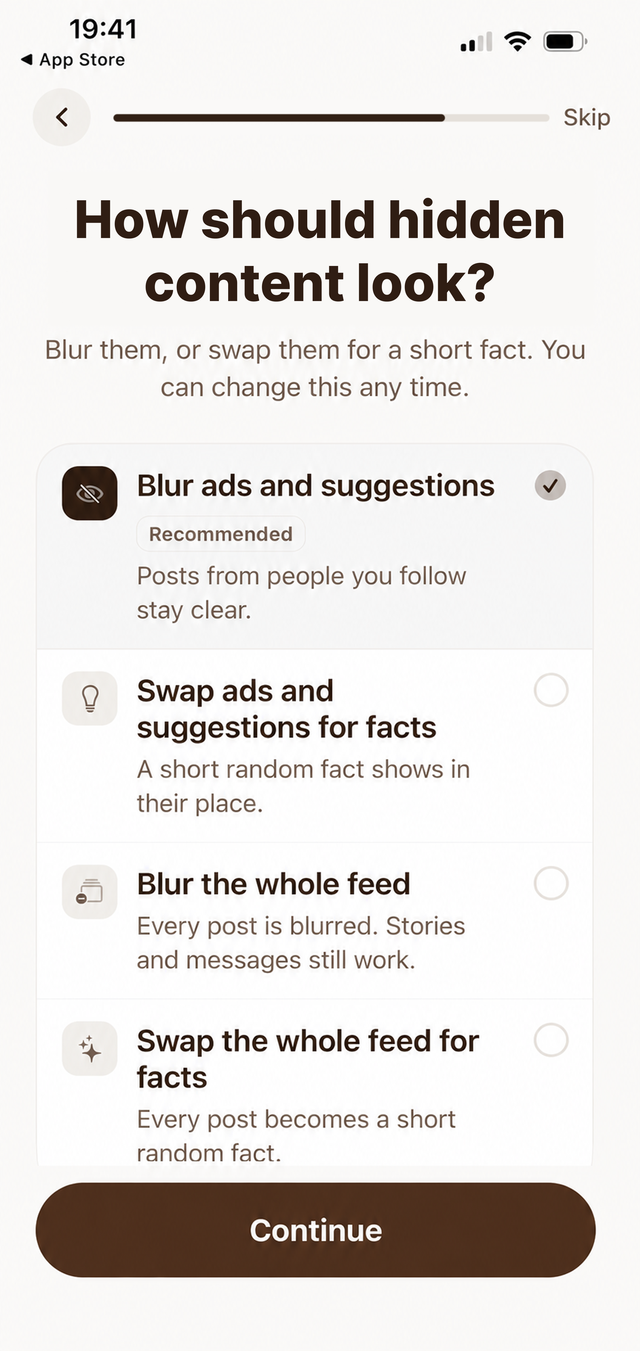 19:41
◀ App Store
Skip
How should hidden
content look?
Blur them, or swap them for a short fact. You
can change this any time.
Blur ads and suggestions
Recommended
Posts from people you follow
stay clear.
Swap ads and
suggestions for facts
A short random fact shows in
their place.
Blur the whole feed
Every post is blurred. Stories
and messages still work.
Swap the whole feed for
facts
Every post becomes a short
random fact.
Continue